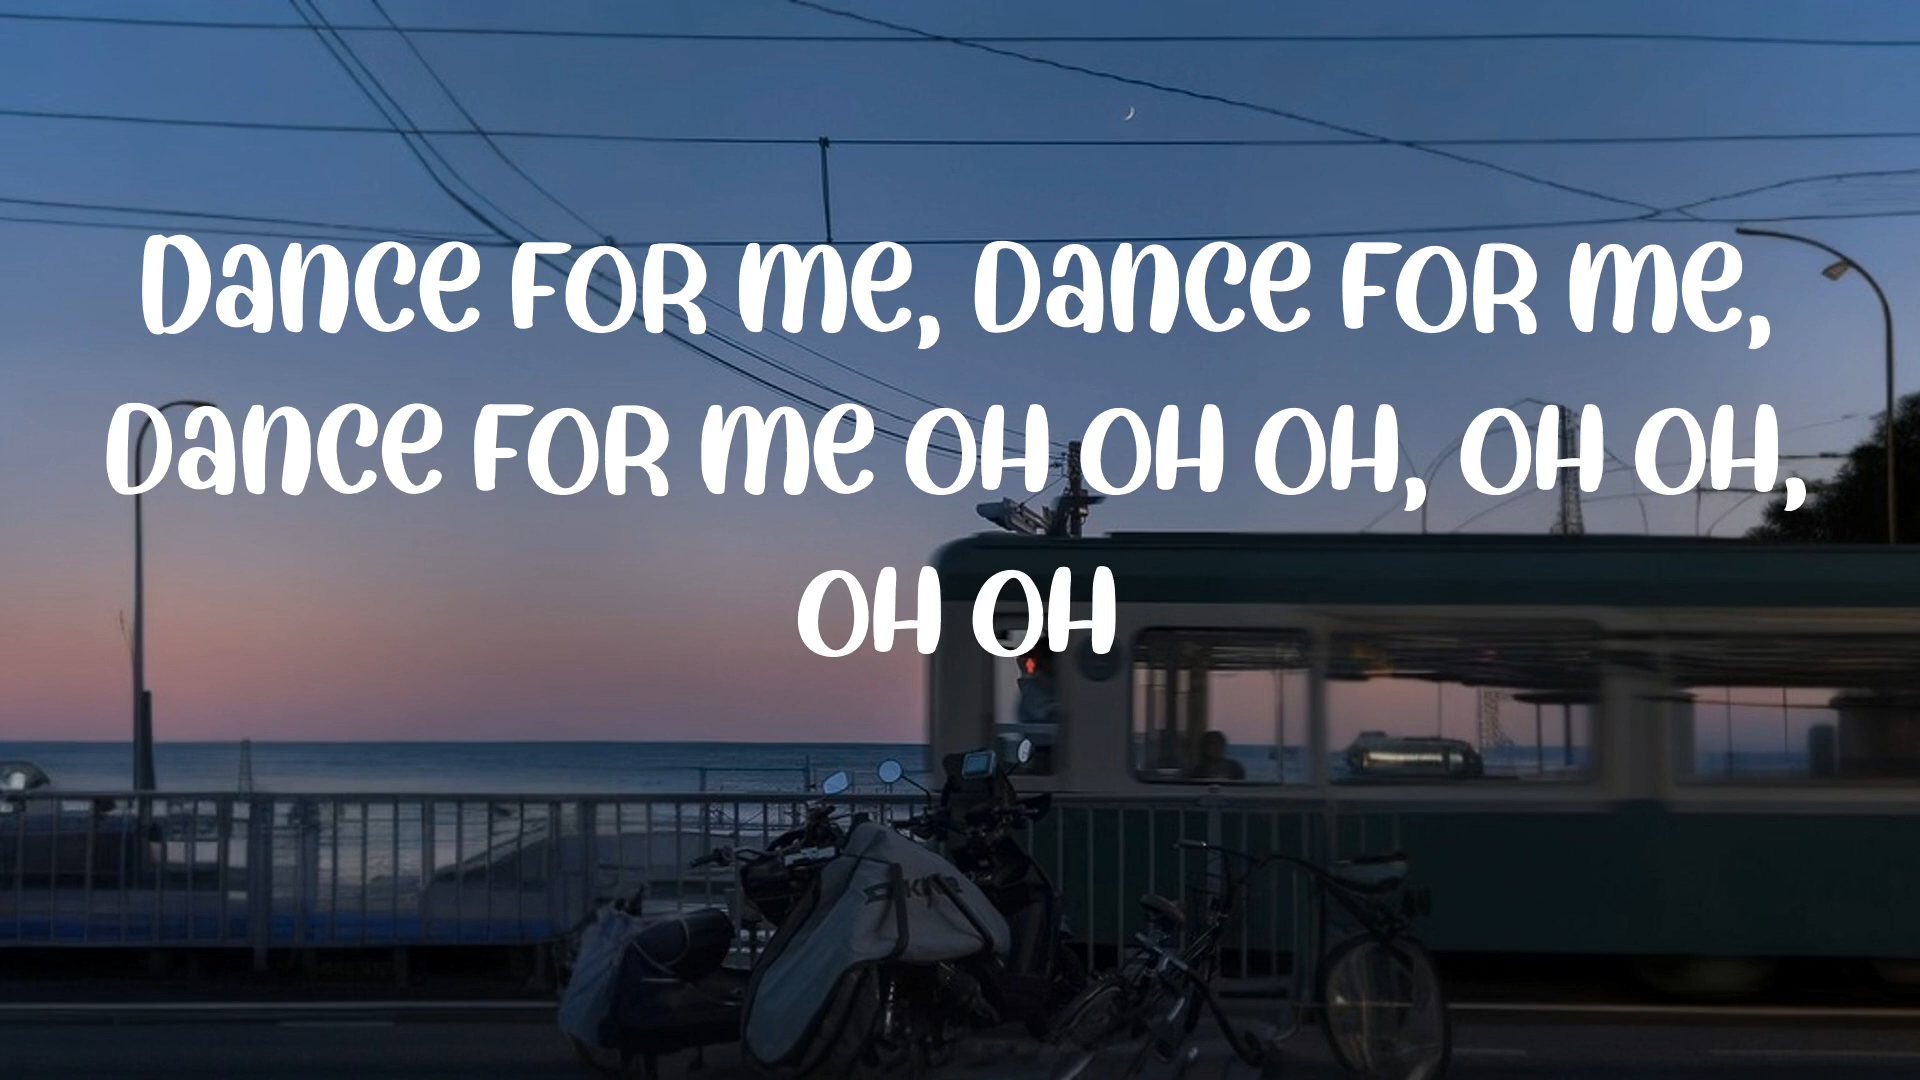 Dance for me, dance for me,
dance for me oh oh oh, oh oh,
oh oh